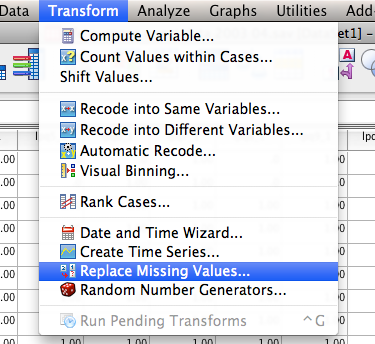 Data Transform Analyze Graphs Utilities Add-
Compute Variable...
Count Values within Cases...
Shift Values...
Recode into Same Variables...
Recode into Different Variables...
Automatic Recode...
Visual Binning...
Rank Cases...
Date and Time Wizard...
Create Time Series...
Replace Missing Values...
Random Number Generators...
Run Pending Transforms ^G